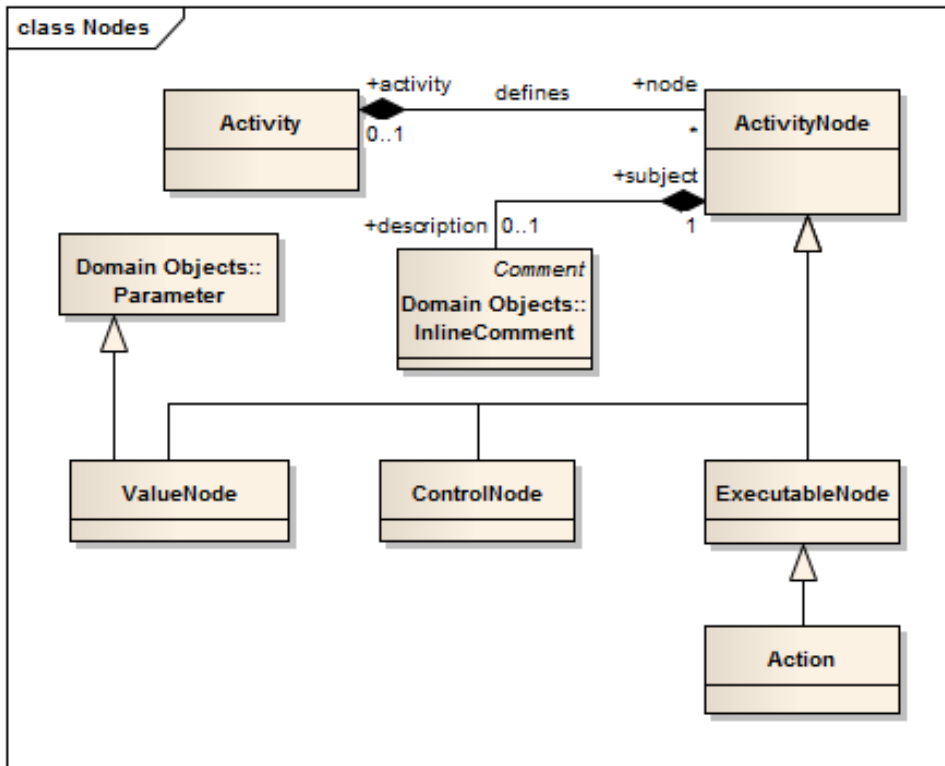 class Nodes
+activity
defines
+node
Activity
0..1
*
ActivityNode
+subject
1
+description
0..1
Domain Objects::
Parameter
Comment
Domain Objects::
InlineComment
ValueNode
ControlNode
ExecutableNode
Action